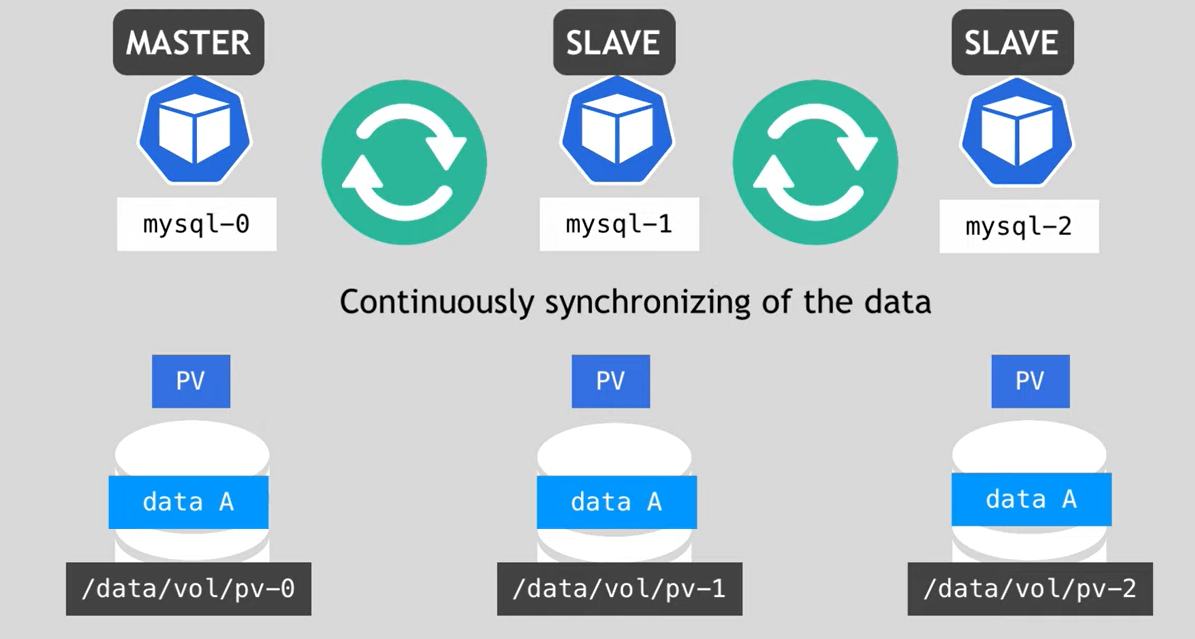 MASTER
SLAVE
SLAVE
mysql-0
mysql-1
mysql-2
Continuously synchronizing of the data
PV
PV
PV
data A
data A
data A
/data/vol/pv-0
/data/vol/pv-1
/data/vol/pv-2